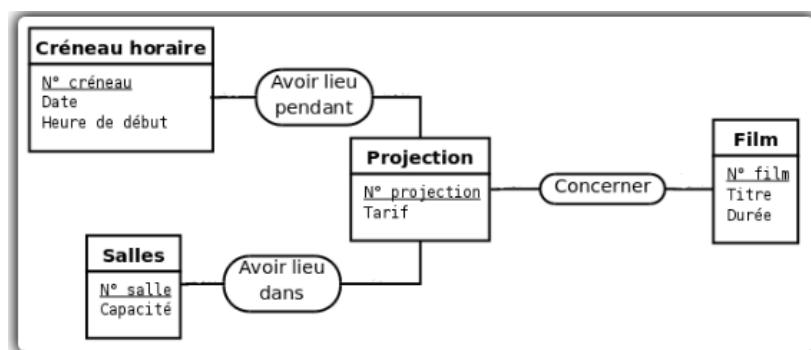 Créneau horaire
N° créneau
Date
Heure de début
Avoir lieu
pendant
Projection
N° projection
Tarif
Concerner
Film
N° film
Titre
Durée
Salles
N° salle
Capacité
Avoir lieu
dans